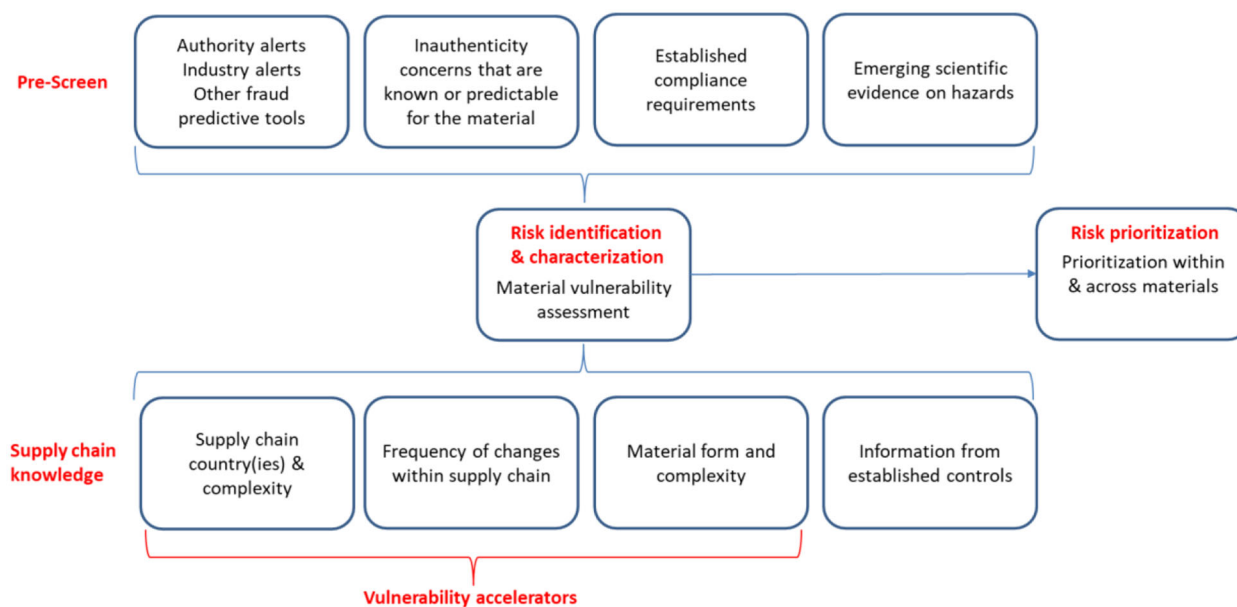 Pre-Screen
Authority alerts
Industry alerts
Other fraud
predictive tools
Inauthenticity
concerns that are
known or predictable
for the material
Established
compliance
requirements
Emerging scientific
evidence on hazards
Risk identification
& characterization
Material vulnerability
assessment
Risk prioritization
Prioritization within
& across materials
Supply chain
knowledge
Supply chain
country(ies) &
complexity
Frequency of changes
within supply chain
Material form and
complexity
Information from
established controls
Vulnerability accelerators